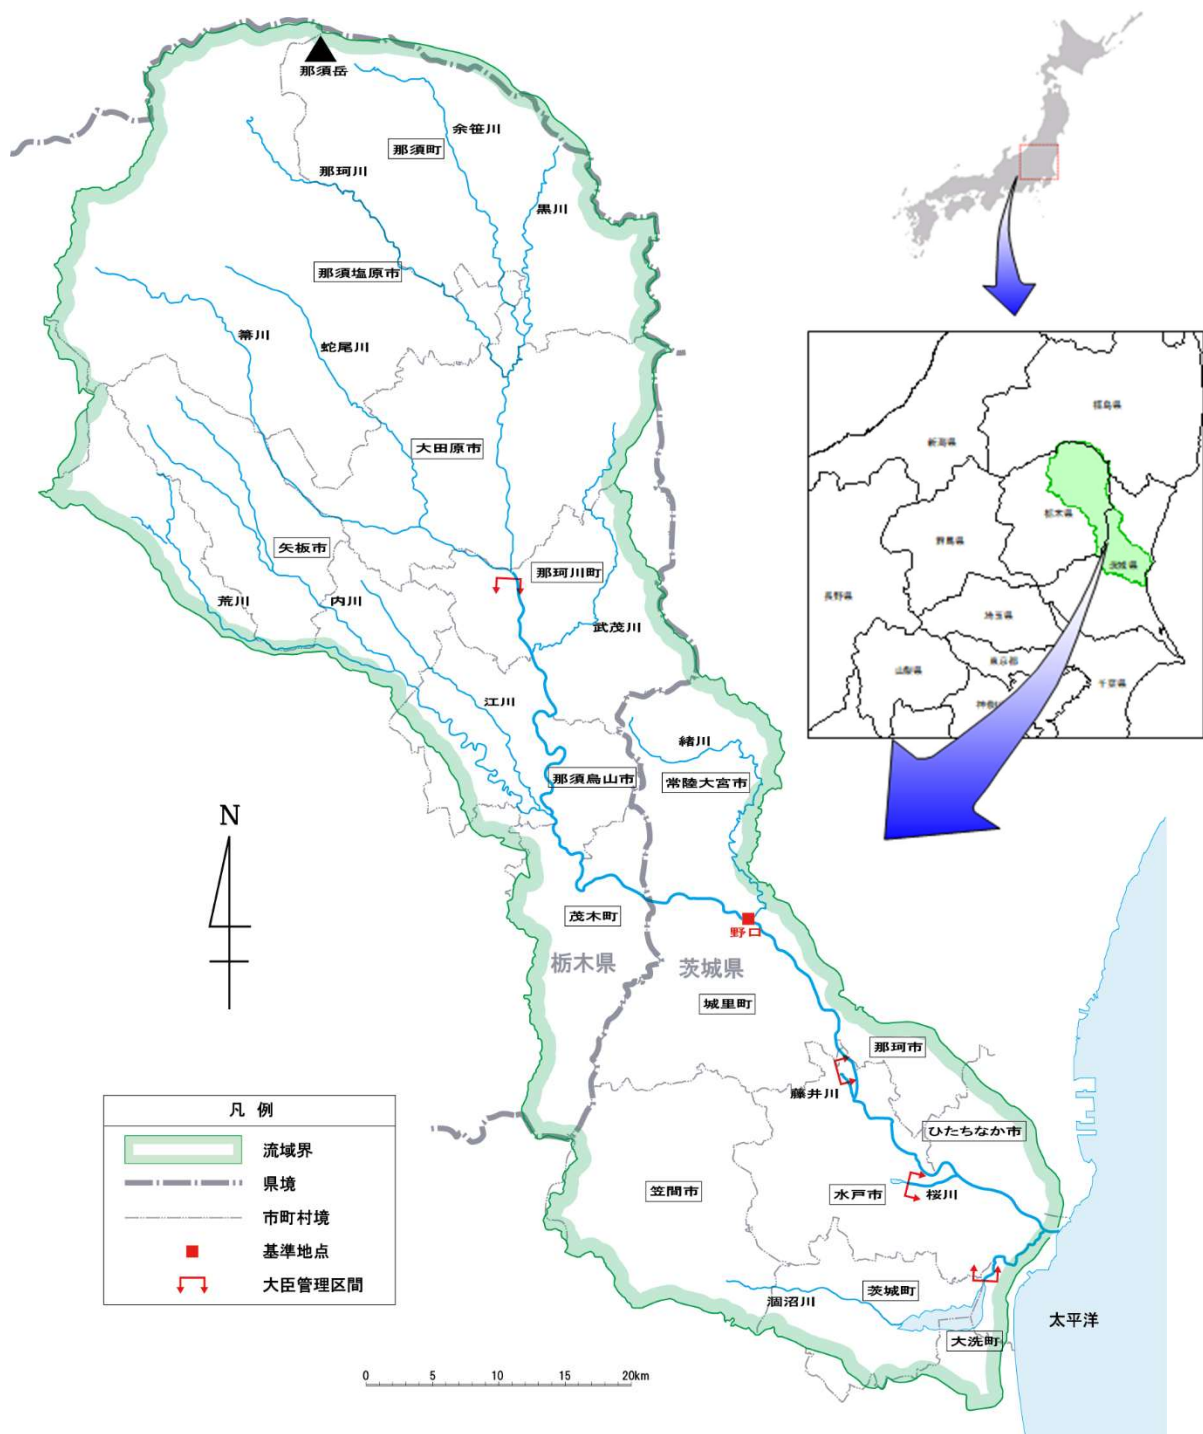 那須岳
余笹川
那須町
那珂川
黒川
那須塩原市
箒川
蛇尾川
大田原市
矢板市
那珂川町
荒川
内川
武茂川
江川
緒川
那須烏山市
常陸大宮市
N
茂木町
野口
栃木県
茨城県
城里町
那珂市
藤井川
ひたちなか市
笠間市
水戸市
桜川
茨城町
涸沼川
大洗町
太平洋
凡 例
流域界
県境
市町村境
基準地点
大臣管理区間
0 5 10 15 20km
福島県
新潟県
栃木県
群馬県
茨城県
長野県
埼玉県
東京都
山梨県
千葉県